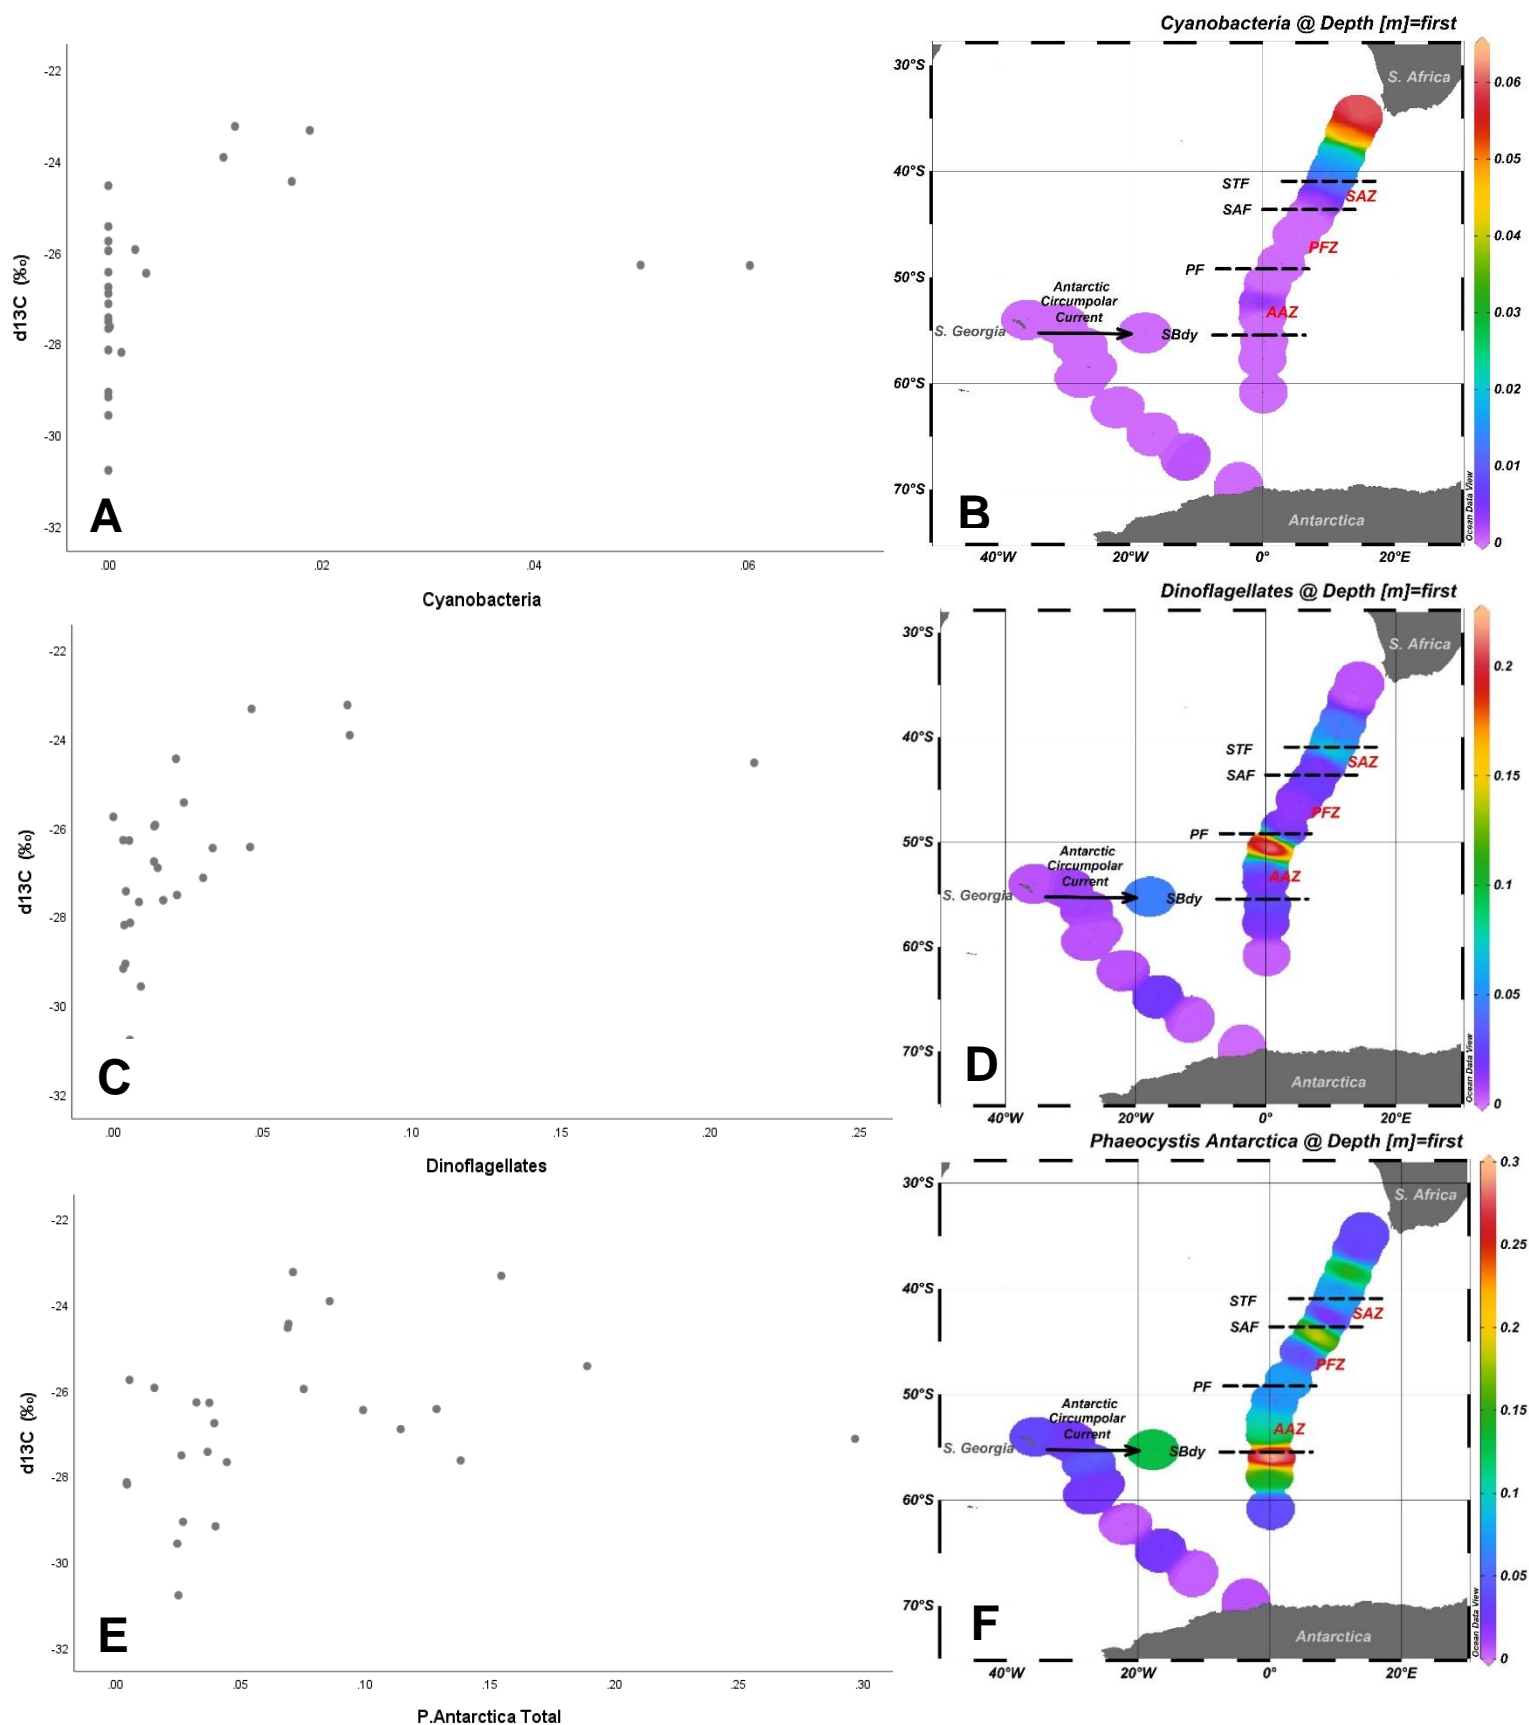 -22
-24
-26
-28
-30
-32
d13C (‰)
A
.00 .02 .04 .06
Cyanobacteria
Cyanobacteria @ Depth [m]=first
30°S
40°S
50°S
60°S
70°S
S. Africa
STF
SAZ
SAF
PFZ
PF
Antarctic
Circumpolar
Current
AAZ
S. Georgia
SBdy
B
Antarctica
Ocean Data View
40°W 20°W 0° 20°E
0.06
0.05
0.04
0.03
0.02
0.01
0
-22
-24
-26
-28
-30
-32
d13C (‰)
C
.00 .05 .10 .15 .20 .25
Dinoflagellates
Dinoflagellates @ Depth [m]=first
30°S
40°S
50°S
60°S
70°S
S. Africa
STF
SAZ
SAF
PFZ
PF
Antarctic
Circumpolar
Current
AAZ
S. Georgia
SBdy
D
Antarctica
Ocean Data View
40°W 20°W 0° 20°E
0.2
0.15
0.1
0.05
0
-22
-24
-26
-28
-30
-32
d13C (‰)
E
.00 .05 .10 .15 .20 .25 .30
P.Antarctica Total
Phaeocystis Antarctica @ Depth [m]=first
30°S
40°S
50°S
60°S
70°S
S. Africa
STF
SAZ
SAF
PFZ
PF
Antarctic
Circumpolar
Current
AAZ
S. Georgia
SBdy
F
Antarctica
Ocean Data View
40°W 20°W 0° 20°E
0.3
0.25
0.2
0.15
0.1
0.05
0